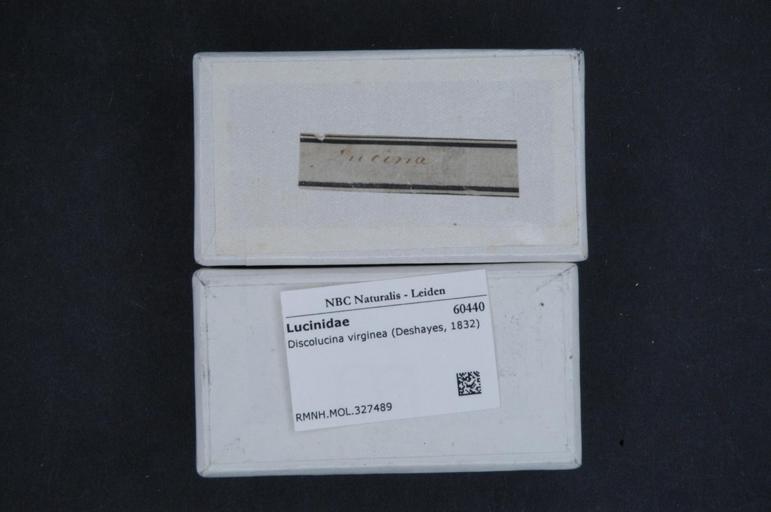 Lucina
NBC Naturalis - Leiden
60440
Lucinidae
Discolucina virginea (Deshayes, 1832)
RMNH.MOL.327489